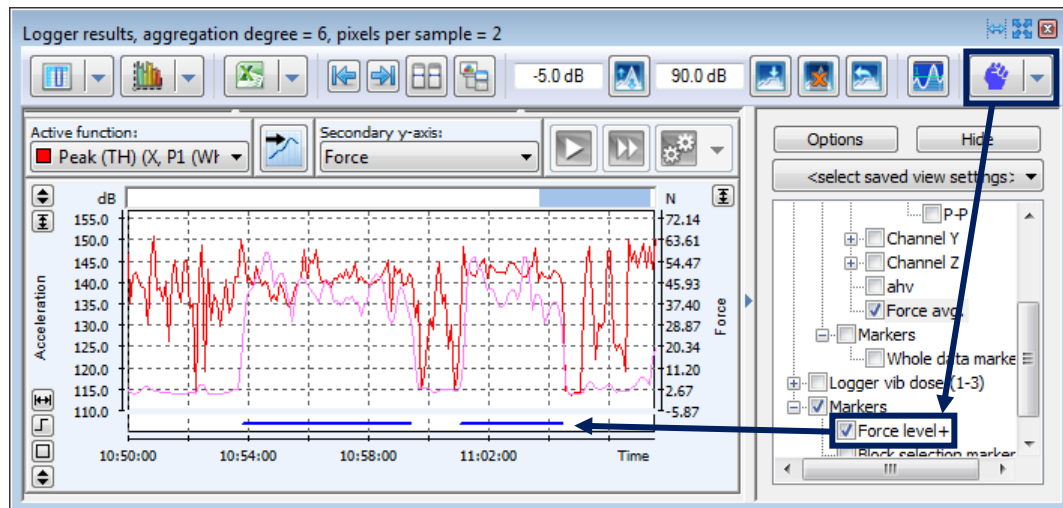 Logger results, aggregation degree = 6, pixels per sample = 2
-5.0 dB
90.0 dB
Active function:
Peak (TH) (X, P1 (Wh
Secondary y-axis:
Force
dB
N
155.0
150.0
145.0
140.0
135.0
130.0
125.0
120.0
115.0
110.0
Acceleration
72.14
63.61
54.47
45.93
37.40
28.87
20.34
11.20
2.67
-5.87
Force
10:50:00 10:54:00 10:58:00 11:02:00 Time
Options Hide
<select saved view settings>
P-P
Channel Y
Channel Z
ahv
Force avg.
Markers
Whole data marke
Logger vib dose (1-3)
Markers
Force level+
Block selection marker